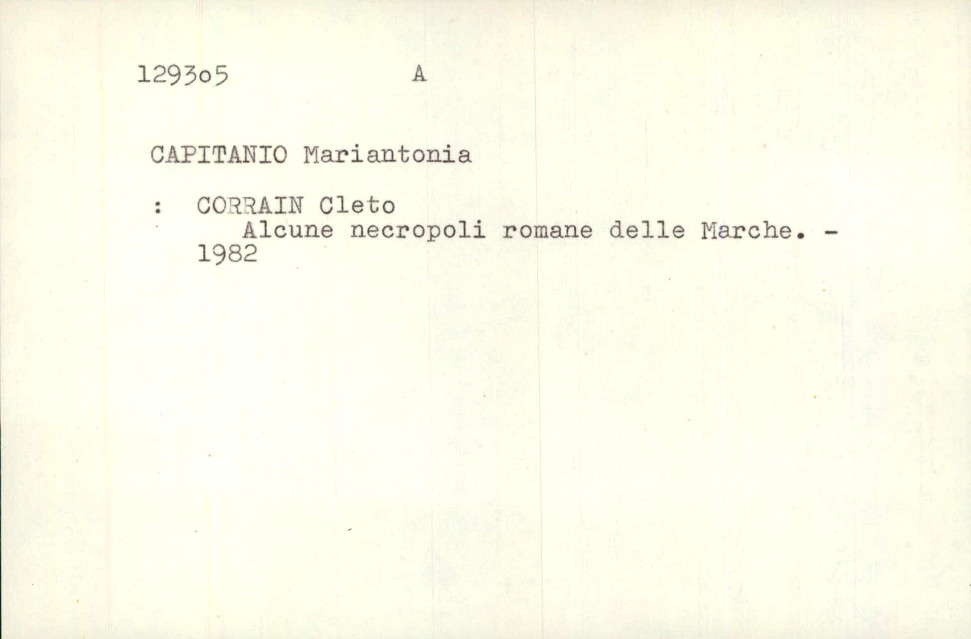 129305 A
CAPITANIO Mariantonia
: CORRAIN Cleto
Alcune necropoli romane delle Marche. -
1982